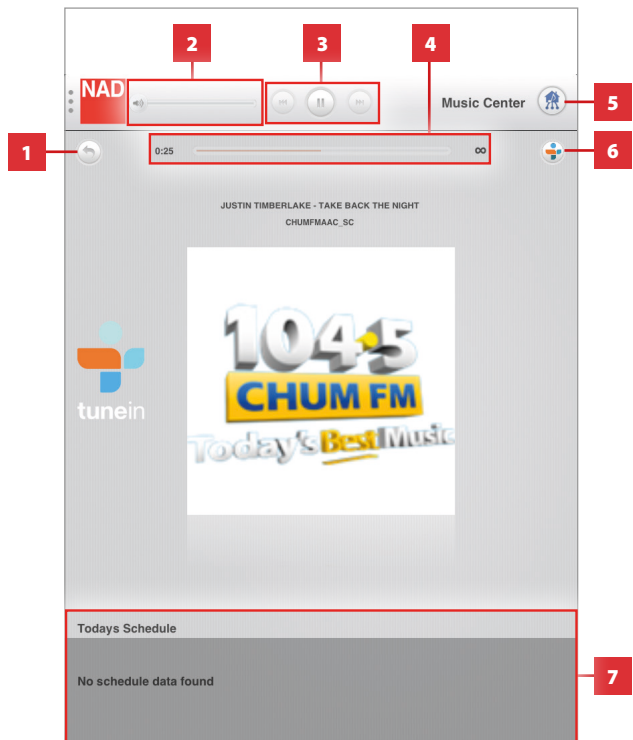 2
3
4
NAD
Music Center
5
1
0:25
∞
6
JUSTIN TIMBERLAKE - TAKE BACK THE NIGHT
CHUMFMAAC_SC
104.5
CHUM FM
Today's Best Music
tunein
Todays Schedule
No schedule data found
7